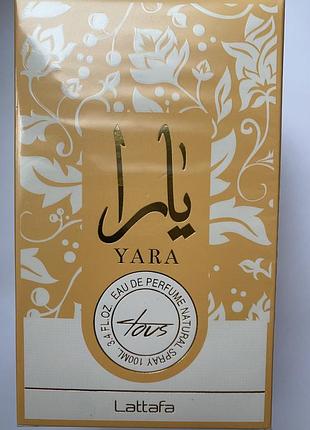 يارا
YARA
EAU DE PERFUME NATURAL SPRAY 100ML 3.4 FL.OZ
Tous
Lattafa